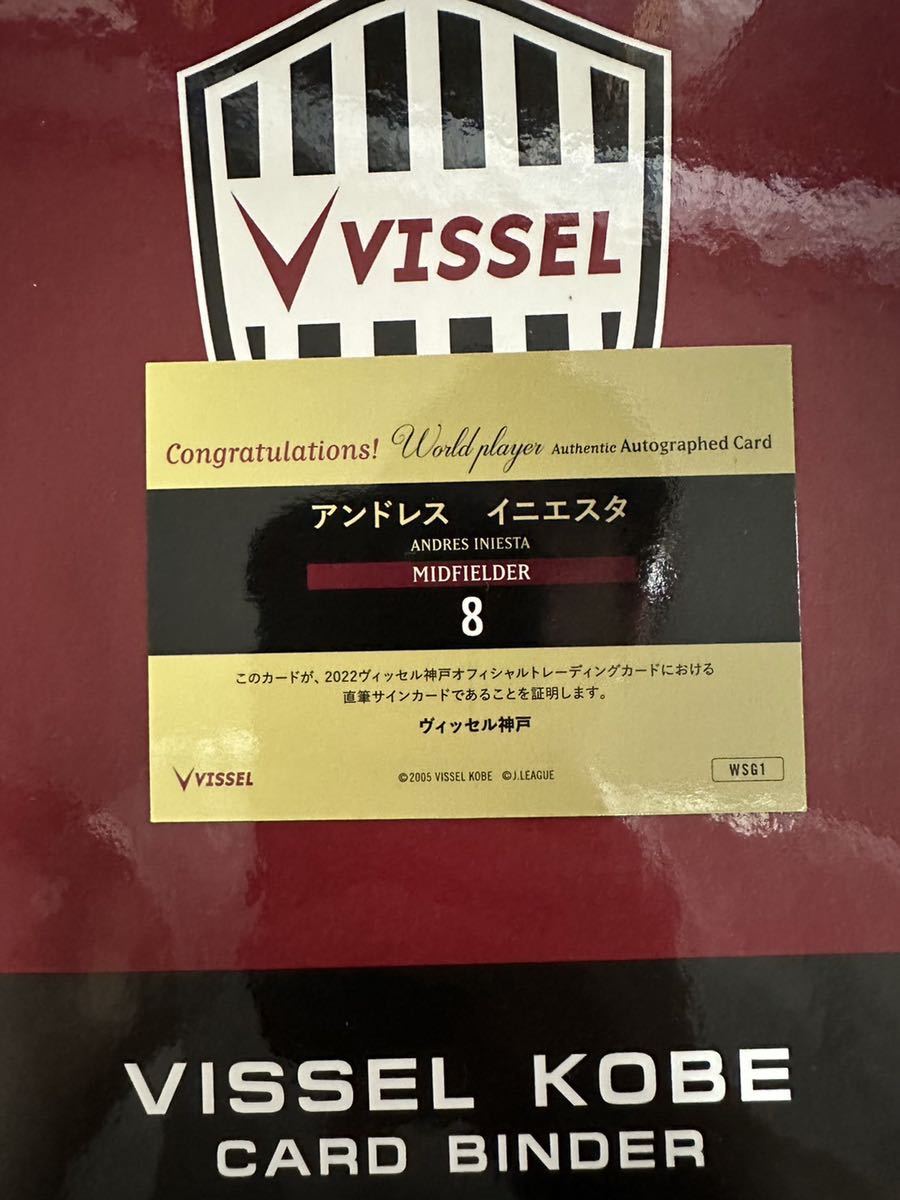 VISSEL
Congratulations! World player Authentic Autographed Card
アンドレス イニエスタ
ANDRES INIESTA
MIDFIELDER
8
このカードが、2022ヴィッセル神戸オフィシャルトレーディングカードにおける
直筆サインカードであることを証明します。
ヴィッセル神戸
VISSEL
©2005 VISSEL KOBE ©J.LEAGUE
WSG1
VISSEL KOBE
CARD BINDER